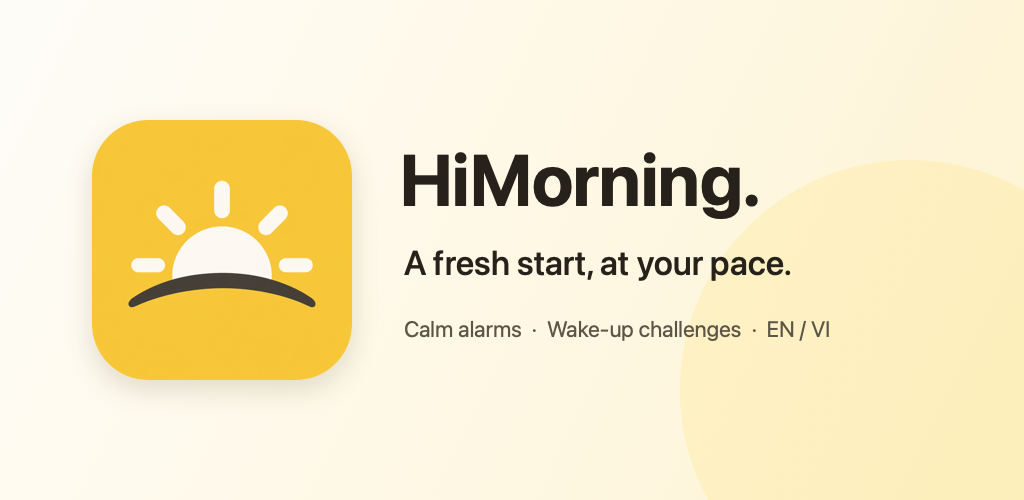 HiMorning.
A fresh start, at your pace.
Calm alarms · Wake-up challenges · EN / VI